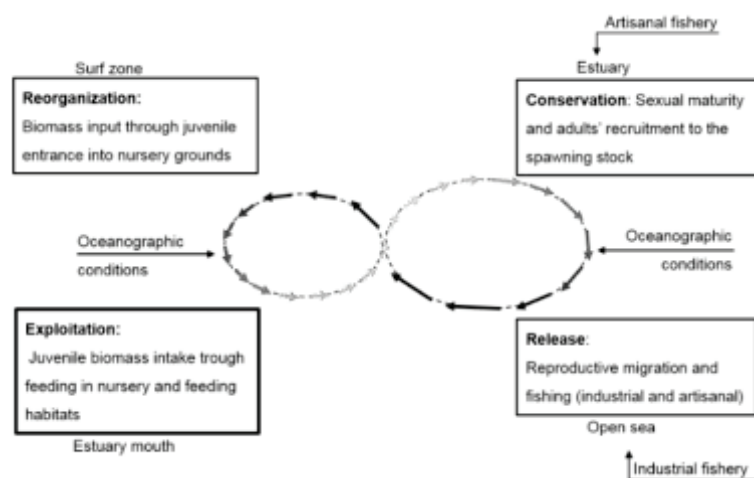 Artisanal fishery
Surf zone
Estuary
Reorganization:
Biomass input through juvenile
entrance into nursery grounds
Conservation: Sexual maturity
and adults' recruitment to the
spawning stock
Oceanographic
conditions
Oceanographic
conditions
Exploitation:
Juvenile biomass intake trough
feeding in nursery and feeding
habitats
Estuary mouth
Release:
Reproductive migration and
fishing (industrial and artisanal)
Open sea
Industrial fishery